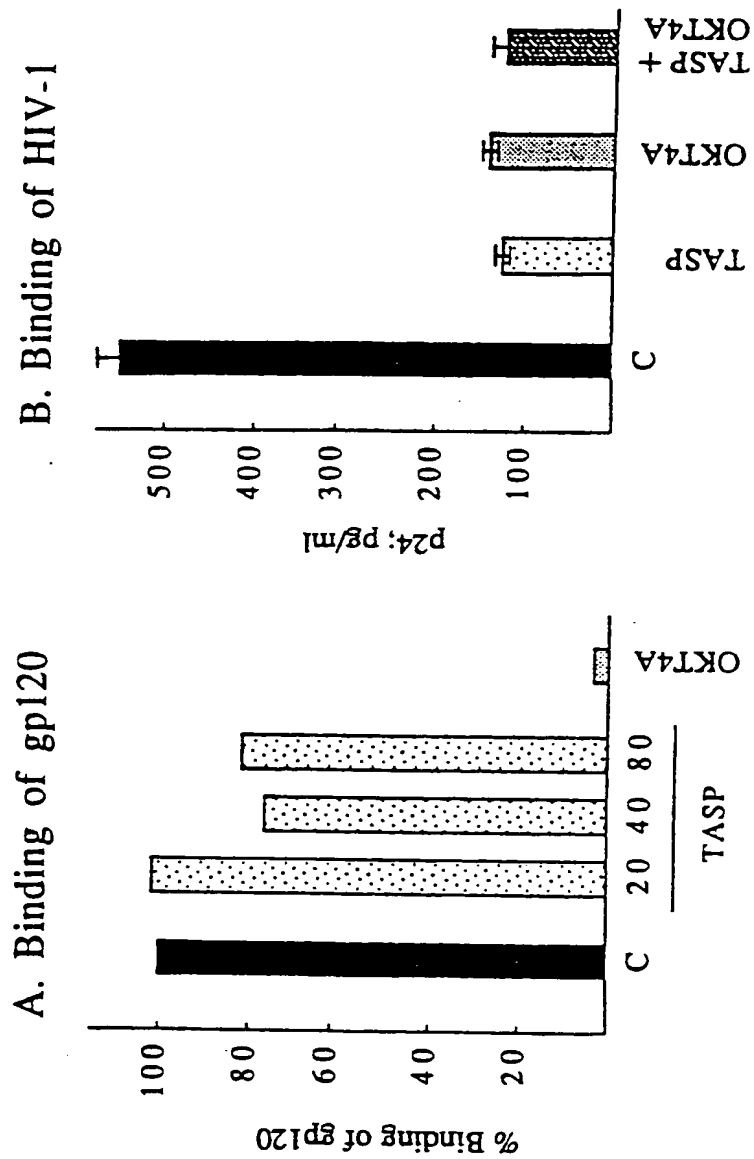 A. Binding of gp120
% Binding of gp120
100
80
60
40
20
C
20 40 80
TASP
OKT4A
B. Binding of HIV-1
p24; pg/ml
500
400
300
200
100
C
TASP
OKT4A
TASP +
OKT4A